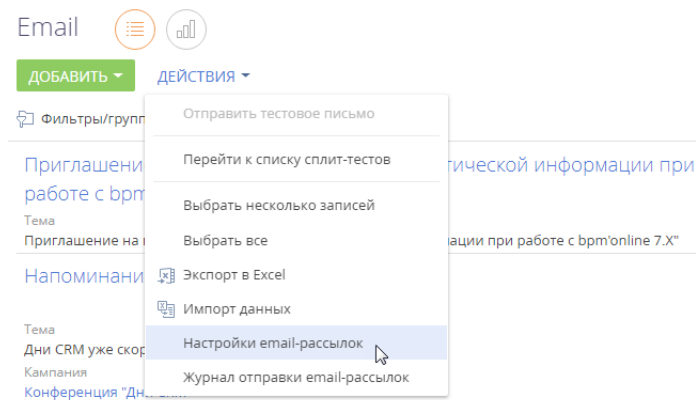 Email
ДОБАВИТЬ ДЕЙСТВИЯ
Фильтры/групп
Отправить тестовое письмо
Перейти к списку сплит-тестов
Выбрать несколько записей
Выбрать все
Экспорт в Excel
Импорт данных
Настройки email-рассылок
Журнал отправки email-рассылок
Приглашени тической информации при
работе с bpm
Тема
Приглашение на ации при работе с bpm'online 7.X"
Напоминани
Тема
Дни CRM уже скор
Кампания
Конференция "Дни CRM"